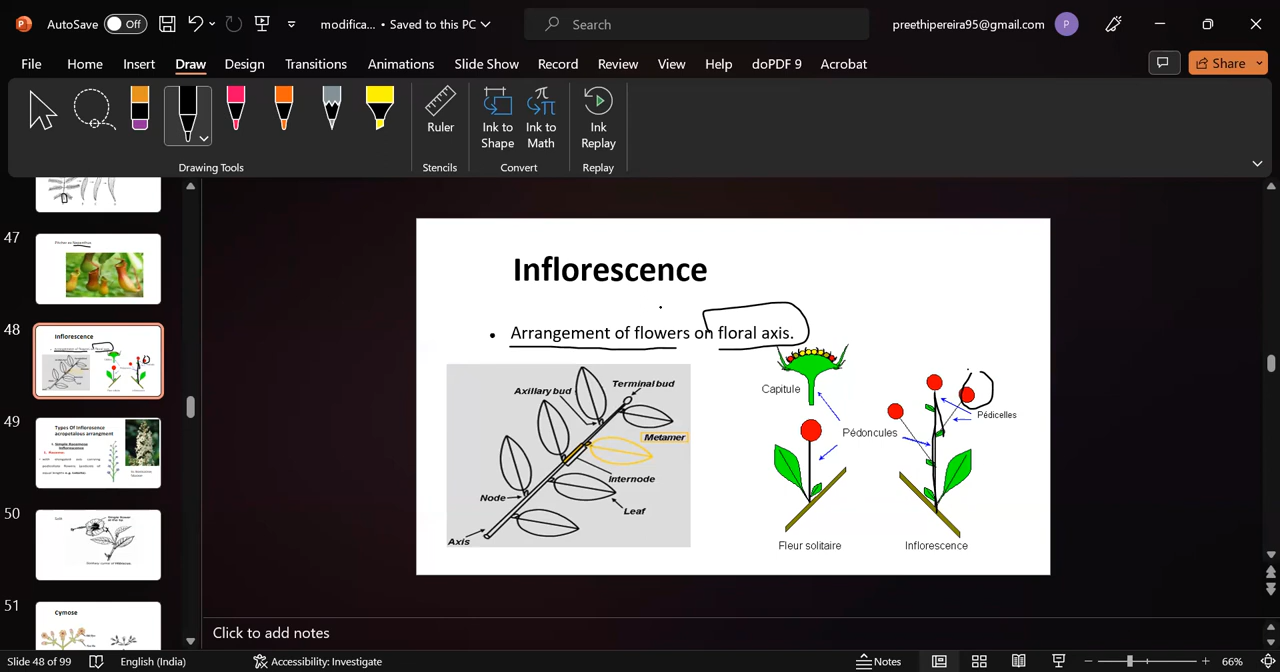 AutoSave Off modifica... • Saved to this PC Search preethipereira95@gmail.com P
File Home Insert Draw Design Transitions Animations Slide Show Record Review View Help doPDF 9 Acrobat Share
Ruler Ink to Shape Ink to Math Ink Replay
Drawing Tools Stencils Convert Replay
47
48
Inflorescence
49
Types Of Inflorosence acropetalous arrangment
50
51
Cymose
Inflorescence
• Arrangement of flowers on floral axis.
Axillary bud
Terminal bud
Metamer
Internode
Node
Leaf
Axis
Capitule
Pédoncules
Pédicelles
Fleur solitaire
Inflorescence
Click to add notes
Slide 48 of 99 English (India) Accessibility: Investigate Notes 66%